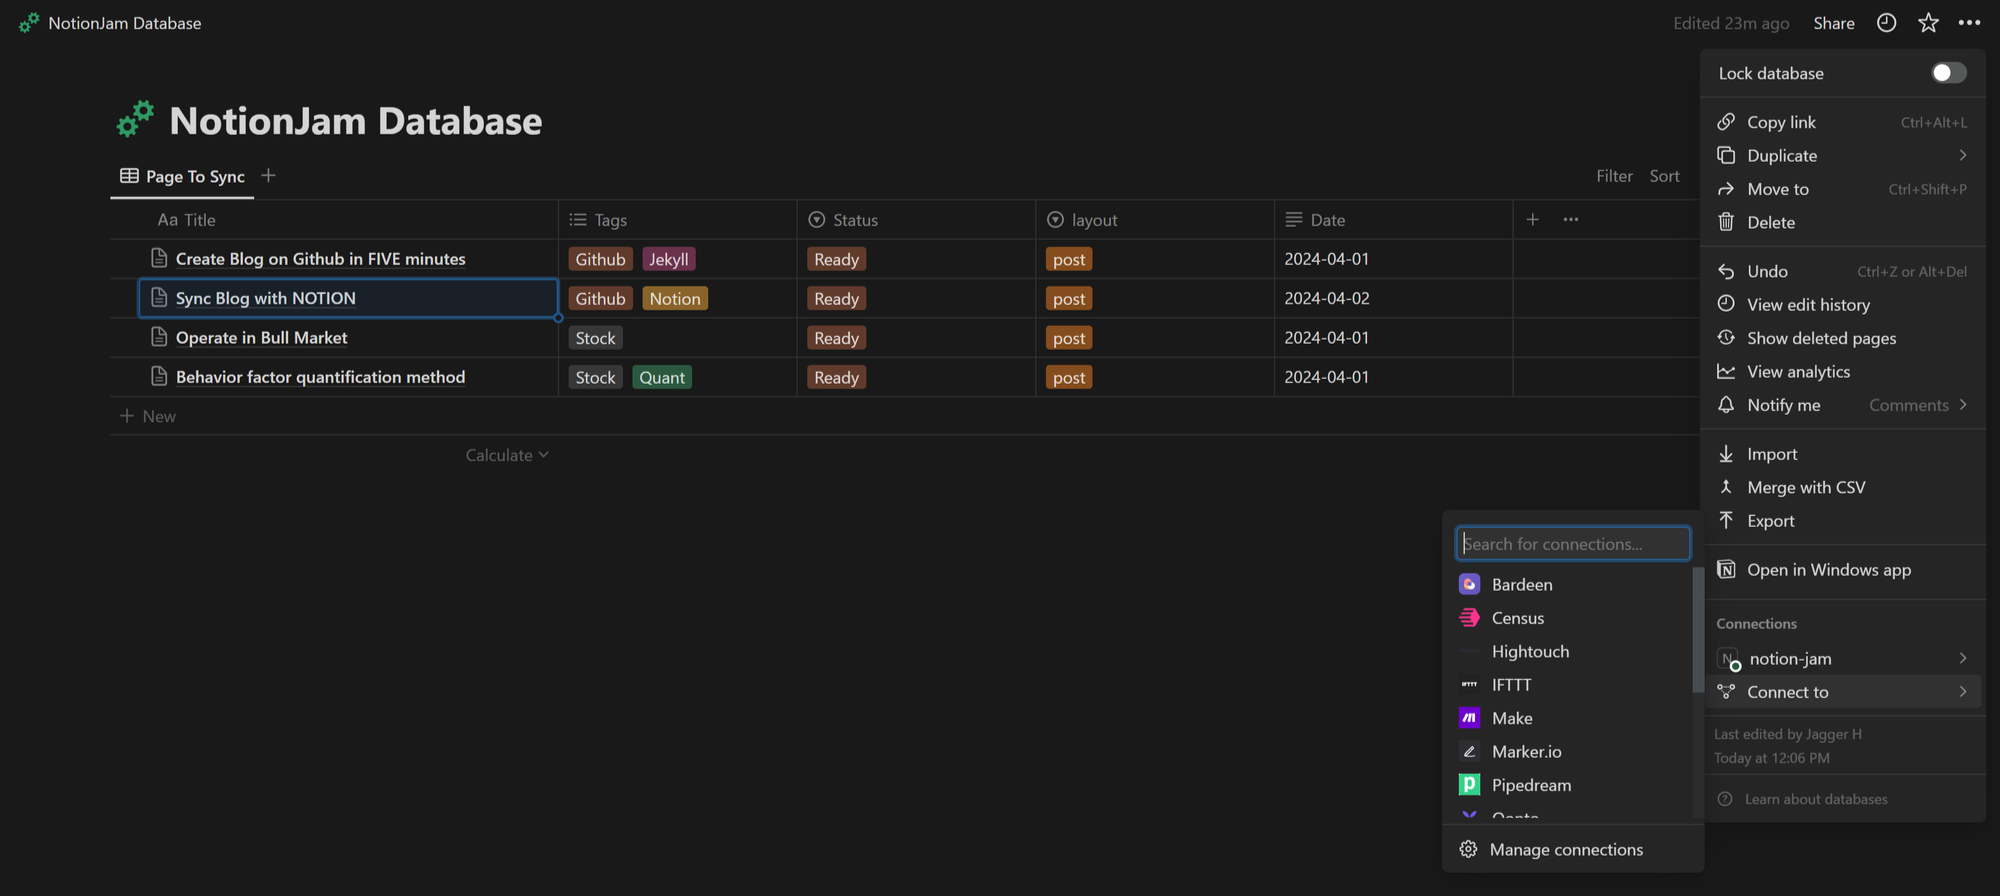 NotionJam Database
Edited 23m ago Share
NotionJam Database
Page To Sync
Filter Sort
Aa Title Tags Status layout Date
Create Blog on Github in FIVE minutes Github Jekyll Ready post 2024-04-01
Sync Blog with NOTION Github Notion Ready post 2024-04-02
Operate in Bull Market Stock Ready post 2024-04-01
Behavior factor quantification method Stock Quant Ready post 2024-04-01
+ New
Calculate
Lock database
Copy link Ctrl+Alt+L
Duplicate
Move to Ctrl+Shift+P
Delete
Undo Ctrl+Z or Alt+Del
View edit history
Show deleted pages
View analytics
Notify me Comments
Import
Merge with CSV
Export
Open in Windows app
Connections
notion-jam
Connect to
Last edited by Jagger H
Today at 12:06 PM
Learn about databases
Search for connections...
Bardeen
Census
Hightouch
IFTTT
Make
Marker.io
Pipedream
Manage connections